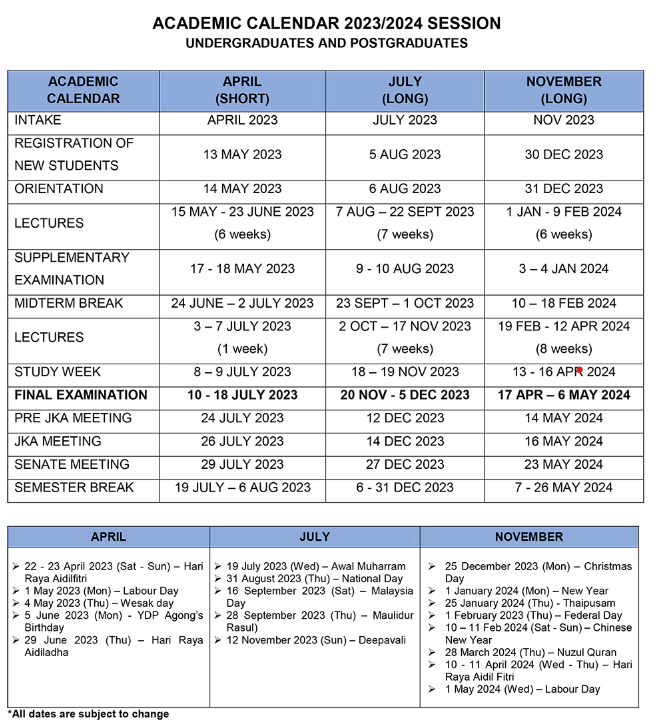 ACADEMIC CALENDAR 2023/2024 SESSION
UNDERGRADUATES AND POSTGRADUATES
ACADEMIC CALENDAR APRIL (SHORT) JULY (LONG) NOVEMBER (LONG)
INTAKE APRIL 2023 JULY 2023 NOV 2023
REGISTRATION OF NEW STUDENTS 13 MAY 2023 5 AUG 2023 30 DEC 2023
ORIENTATION 14 MAY 2023 6 AUG 2023 31 DEC 2023
LECTURES 15 MAY - 23 JUNE 2023 (6 weeks) 7 AUG – 22 SEPT 2023 (7 weeks) 1 JAN - 9 FEB 2024 (6 weeks)
SUPPLEMENTARY EXAMINATION 17 - 18 MAY 2023 9 - 10 AUG 2023 3 – 4 JAN 2024
MIDTERM BREAK 24 JUNE – 2 JULY 2023 23 SEPT – 1 OCT 2023 10 – 18 FEB 2024
LECTURES 3 – 7 JULY 2023 (1 week) 2 OCT – 17 NOV 2023 (7 weeks) 19 FEB - 12 APR 2024 (8 weeks)
STUDY WEEK 8 – 9 JULY 2023 18 – 19 NOV 2023 13 - 16 APR 2024
FINAL EXAMINATION 10 - 18 JULY 2023 20 NOV - 5 DEC 2023 17 APR – 6 MAY 2024
PRE JKA MEETING 24 JULY 2023 12 DEC 2023 14 MAY 2024
JKA MEETING 26 JULY 2023 14 DEC 2023 16 MAY 2024
SENATE MEETING 29 JULY 2023 27 DEC 2023 23 MAY 2024
SEMESTER BREAK 19 JULY – 6 AUG 2023 6 - 31 DEC 2023 7 - 26 MAY 2024
APRIL
➢ 22 - 23 April 2023 (Sat - Sun) – Hari
Raya Aidilfitri
➢ 1 May 2023 (Mon) – Labour Day
➢ 4 May 2023 (Thu) – Wesak day
➢ 5 June 2023 (Mon) - YDP Agong's
Birthday
➢ 29 June 2023 (Thu) – Hari Raya
Aidiladha
JULY
➢ 19 July 2023 (Wed) – Awal Muharram
➢ 31 August 2023 (Thu) – National Day
➢ 16 September 2023 (Sat) – Malaysia
Day
➢ 28 September 2023 (Thu) – Maulidur
Rasul)
➢ 12 November 2023 (Sun) – Deepavali
NOVEMBER
➢ 25 December 2023 (Mon) – Christmas
Day
➢ 1 January 2024 (Mon) – New Year
➢ 25 January 2024 (Thu) - Thaipusam
➢ 1 February 2023 (Thu) – Federal Day
➢ 10 – 11 Feb 2024 (Sat - Sun) – Chinese
New Year
➢ 28 March 2024 (Thu) – Nuzul Quran
➢ 10 - 11 April 2024 (Wed - Thu) – Hari
Raya Aidil Fitri
➢ 1 May 2024 (Wed) – Labour Day
*All dates are subject to change